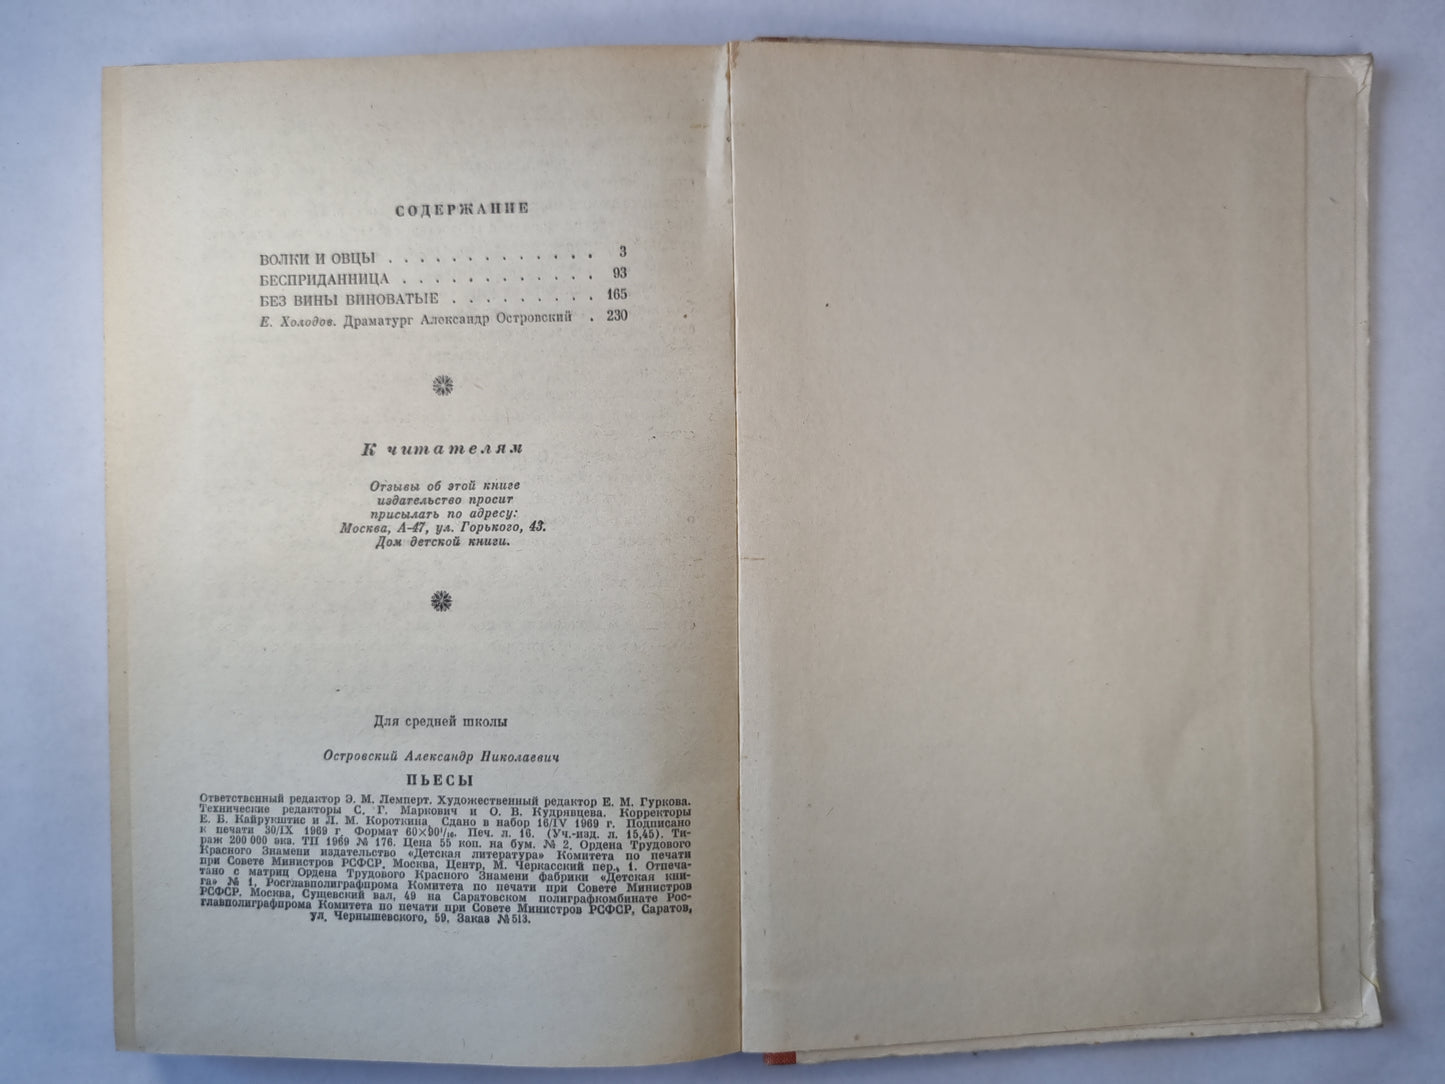 СОДЕРЖАНИЕ
ВОЛКИ И ОВЦЫ . . . . . . . . . . . . . 3
БЕСПРИДАННИЦА . . . . . . . . . . . . 93
БЕЗ ВИНЫ ВИНОВАТЫЕ . . . . . . . . . 165
Е. Холодов. Драматург Александр Островский . 230
К читателям
Отзывы об этой книге
издательство просит
присылать по адресу:
Москва, А-47, ул. Горького, 43.
Дом детской книги.
Для средней школы
Островский Александр Николаевич
ПЬЕСЫ
Ответственный редактор Э. М. Лемперт. Художественный редактор Е. М. Гуркова.
Технические редакторы С. Г. Маркович и О. В. Кудрявцева. Корректоры
Е. Б. Кайрукштис и Л. М. Короткина. Сдано в набор 16/IV 1969 г. Подписано
к печати 30/IX 1969 г. Формат 60×90¹/₁₆. Печ. л. 16. (Уч.-изд. л. 15,45). Ти-
раж 200 000 экз. ТП 1969 № 176. Цена 55 коп. на бум. № 2. Ордена Трудового
Красного Знамени издательство «Детская литература» Комитета по печати
при Совете Министров РСФСР, Москва, Центр, М. Черкасский пер., 1. Отпеча-
тано с матриц Ордена Трудового Красного Знамени фабрики «Детская кни-
га» № 1, Росглавполиграфпрома Комитета по печати при Совете Министров
РСФСР, Москва, Сущевский вал, 49 на Саратовском полиграфкомбинате Рос-
главполиграфпрома Комитета по печати при Совете Министров РСФСР, Саратов,
ул. Чернышевского, 59. Заказ № 513.